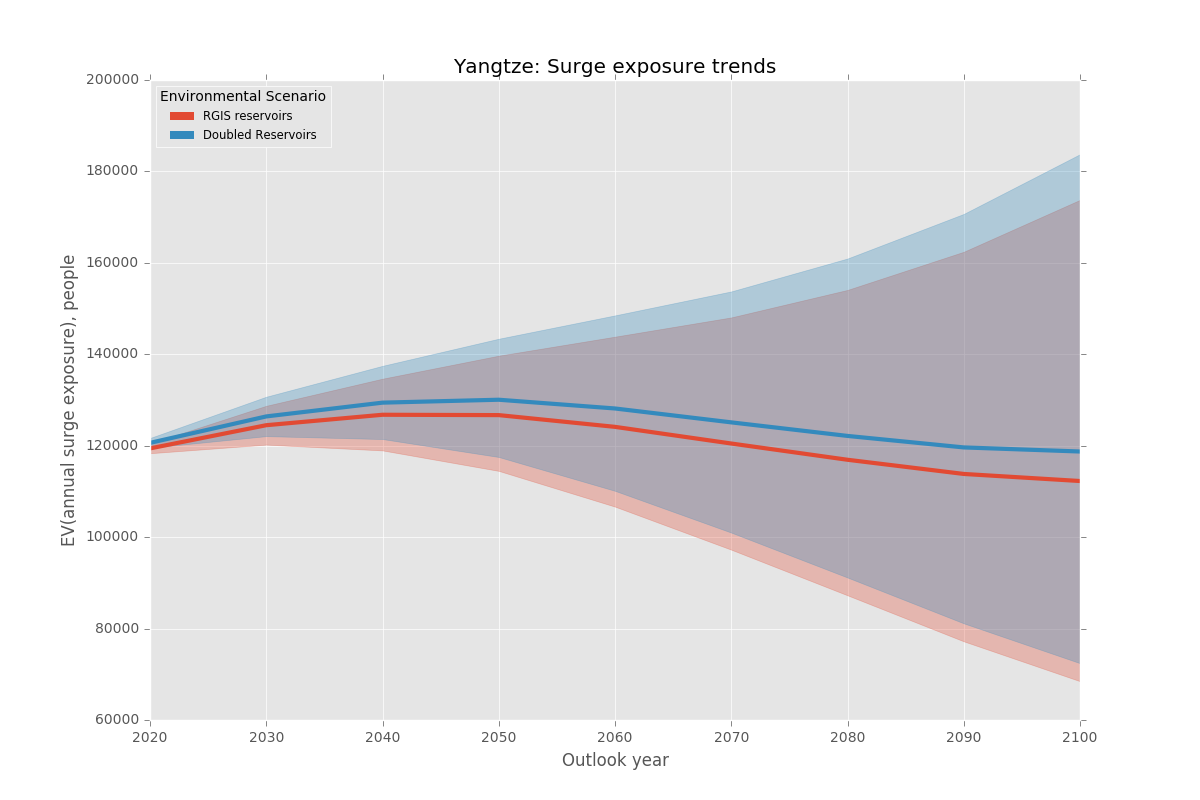 Yangtze: Surge exposure trends
Environmental Scenario
RGIS reservoirs
Doubled Reservoirs
EV(annual surge exposure), people
200000
180000
160000
140000
120000
100000
80000
60000
2020 2030 2040 2050 2060 2070 2080 2090 2100
Outlook year